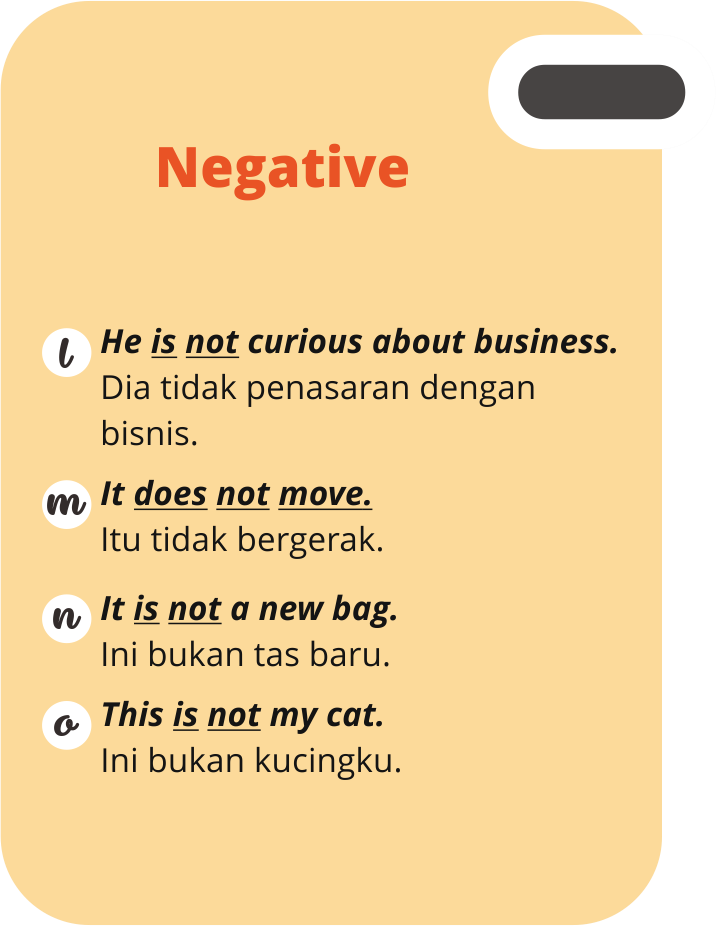 Negative
l He is not curious about business.
Dia tidak penasaran dengan
bisnis.
m It does not move.
Itu tidak bergerak.
n It is not a new bag.
Ini bukan tas baru.
o This is not my cat.
Ini bukan kucingku.